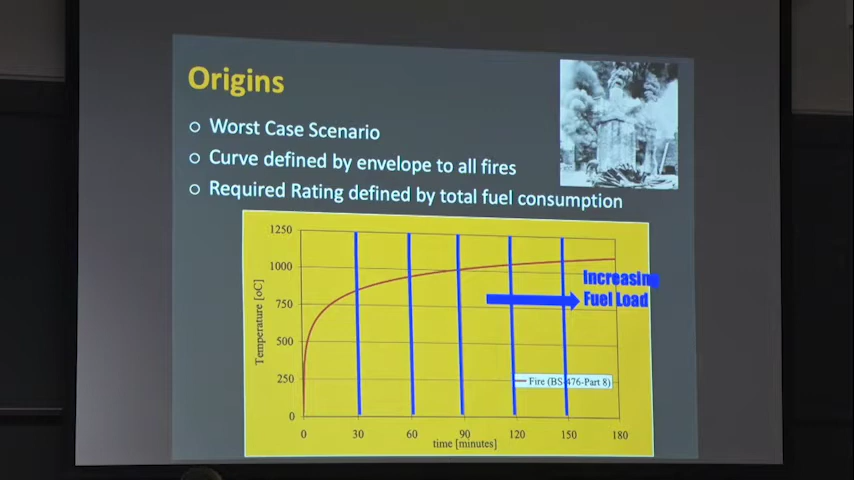 Origins
Worst Case Scenario
Curve defined by envelope to all fires
Required Rating defined by total fuel consumption
1250
1000
750
500
250
0
Temperature [oC]
Increasing
Fuel Load
Fire (BS-476-Part 8)
0 30 60 90 120 150 180
time [minutes]